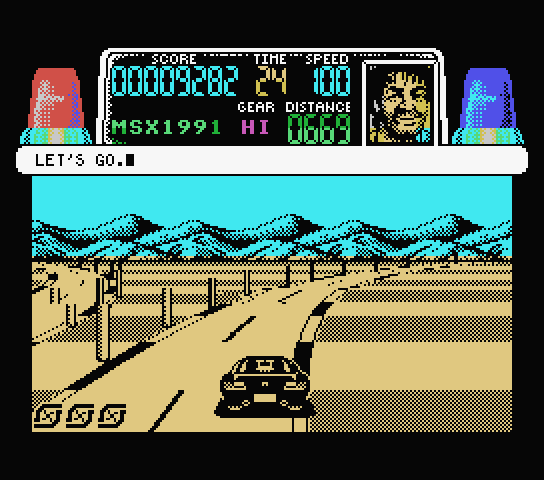 SCORE TIME SPEED
00009282 24 100
GEAR DISTANCE
MSX1991 HI 0669
LET'S GO.